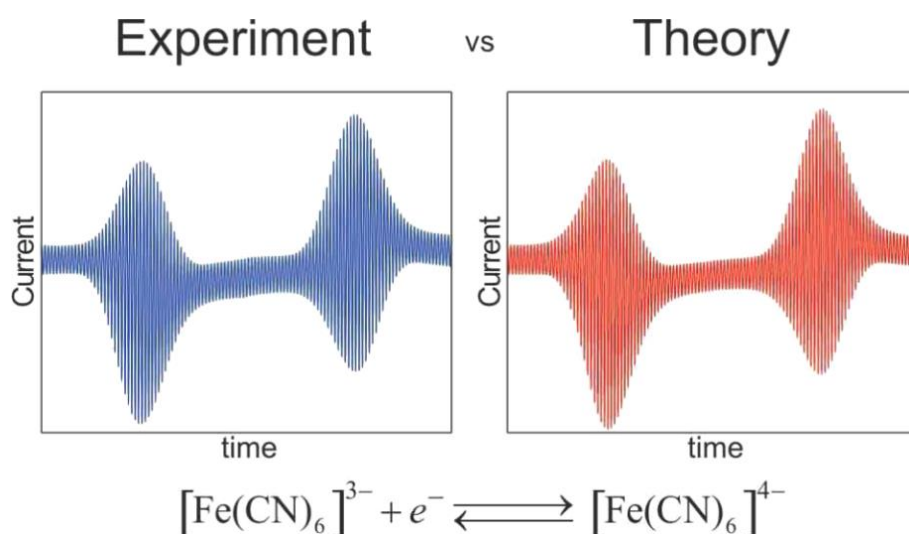 Experiment vs Theory
Current
Current
time
time
[Fe(CN)₆]³⁻ + e⁻ ⇌ [Fe(CN)₆]⁴⁻